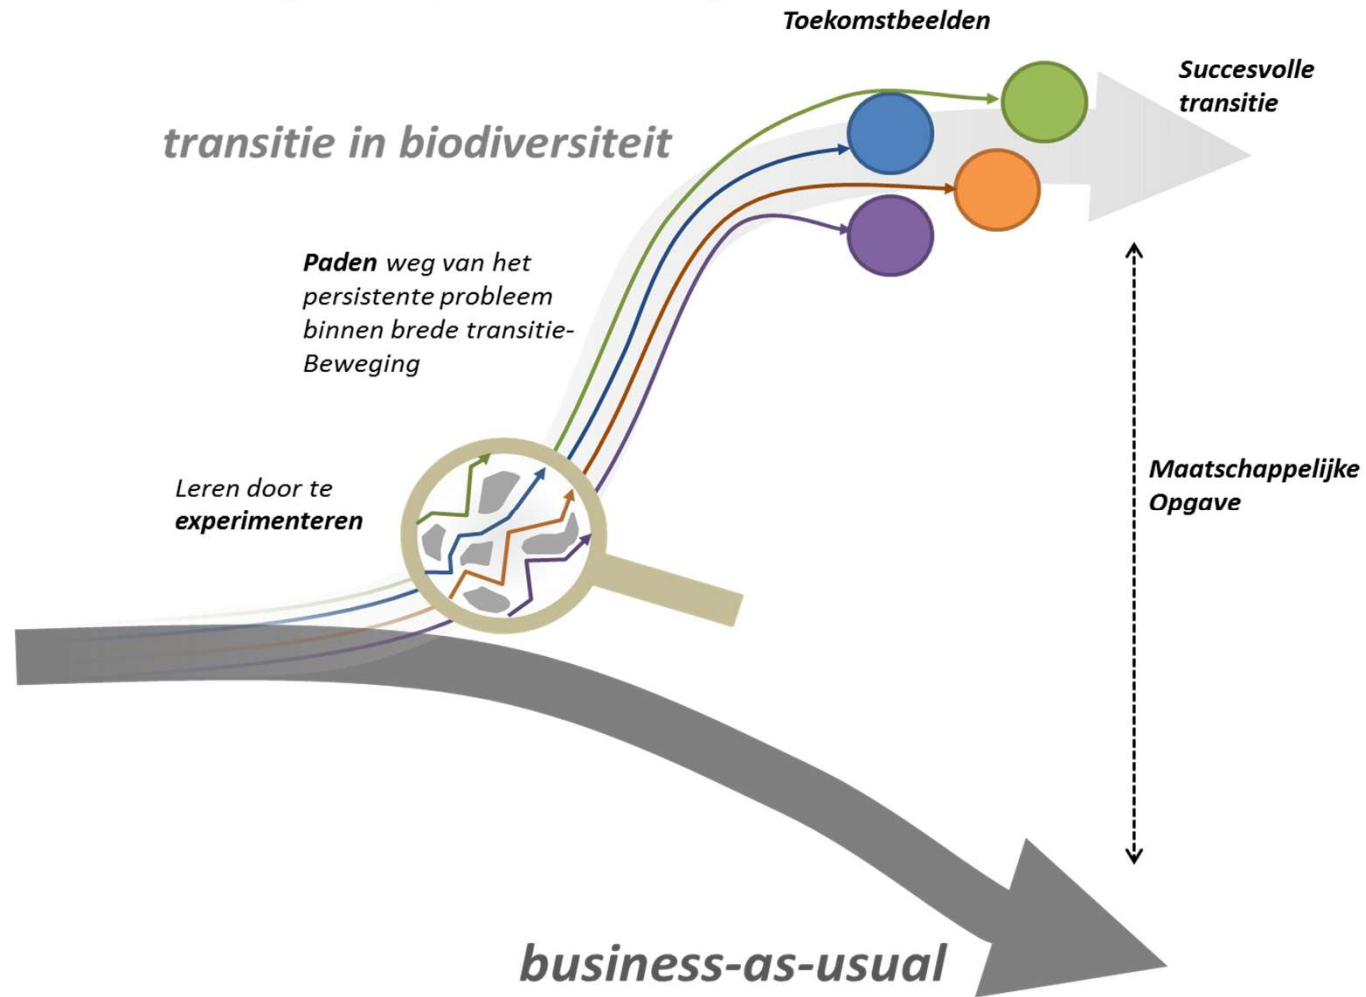 Toekomstbeelden
Succesvolle
transitie
transitie in biodiversiteit
Paden weg van het
persistente probleem
binnen brede transitie-
Beweging
Maatschappelijke
Opgave
Leren door te
experimenteren
business-as-usual